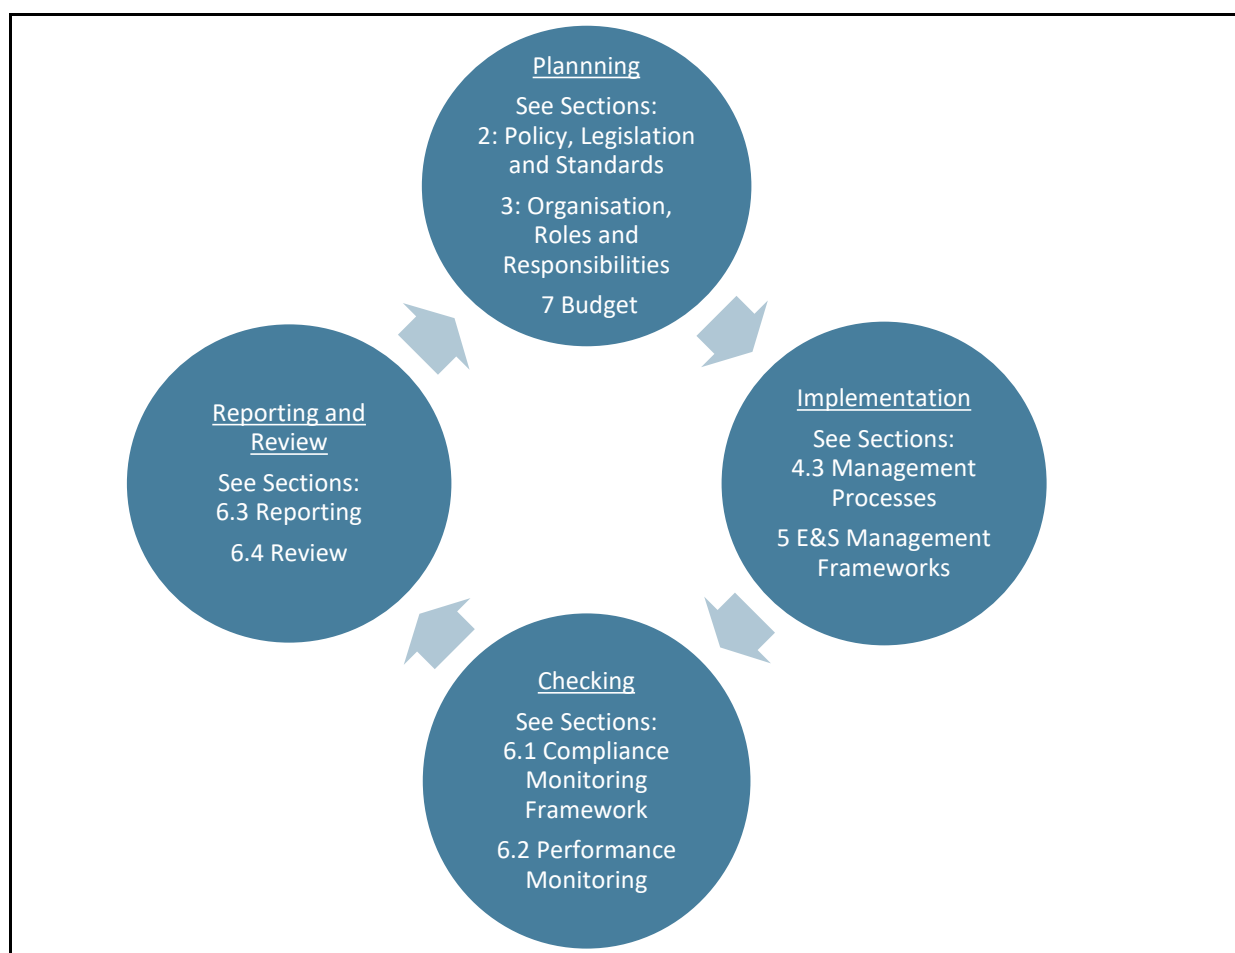 Plannning
See Sections:
2: Policy, Legislation
and Standards
3: Organisation,
Roles and
Responsibilities
7 Budget
Implementation
See Sections:
4.3 Management
Processes
5 E&S Management
Frameworks
Checking
See Sections:
6.1 Compliance
Monitoring
Framework
6.2 Performance
Monitoring
Reporting and
Review
See Sections:
6.3 Reporting
6.4 Review